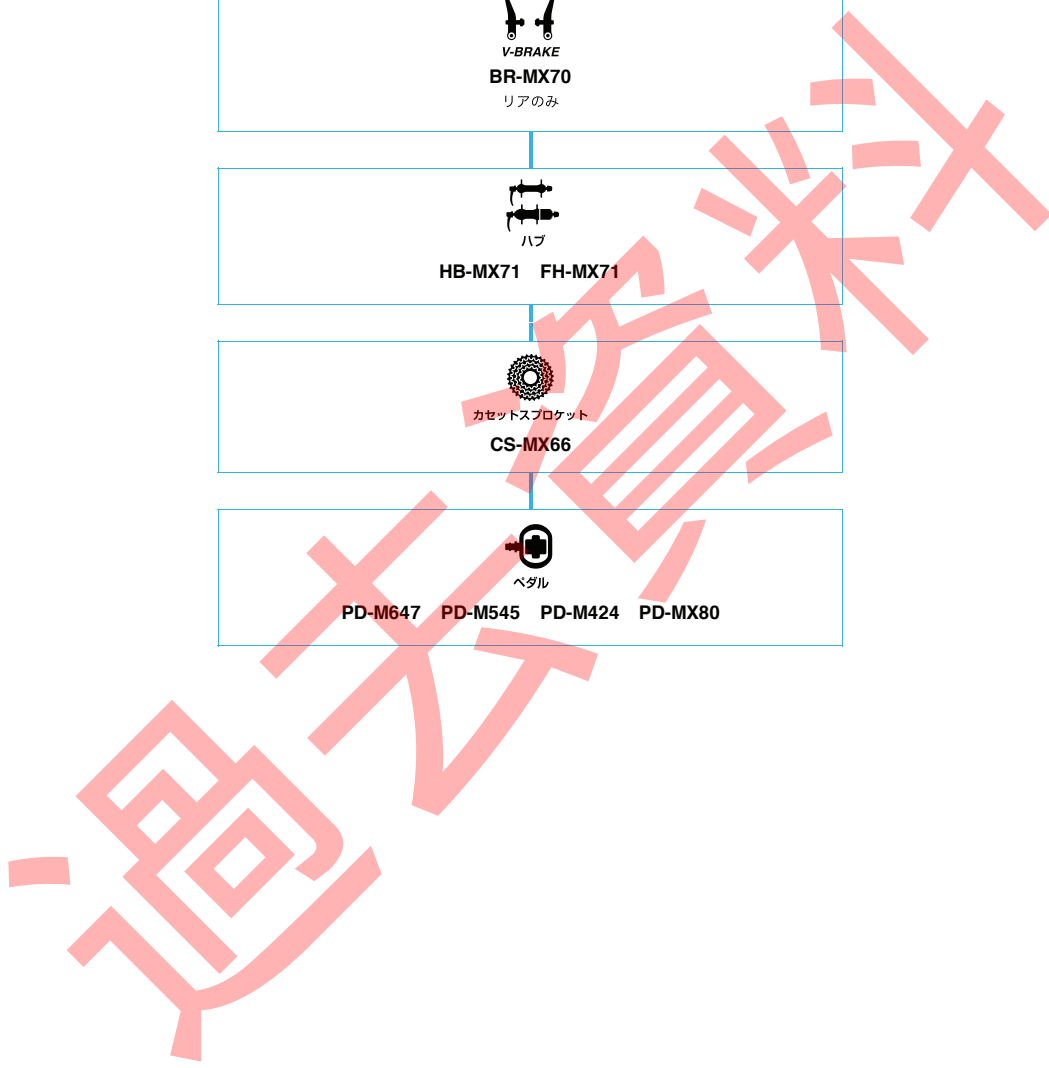 V-BRAKE
BR-MX70
リアのみ
ハブ
HB-MX71 FH-MX71
カセットスプロケット
CS-MX66
ペダル
PD-M647 PD-M545 PD-M424 PD-MX80
過去資料